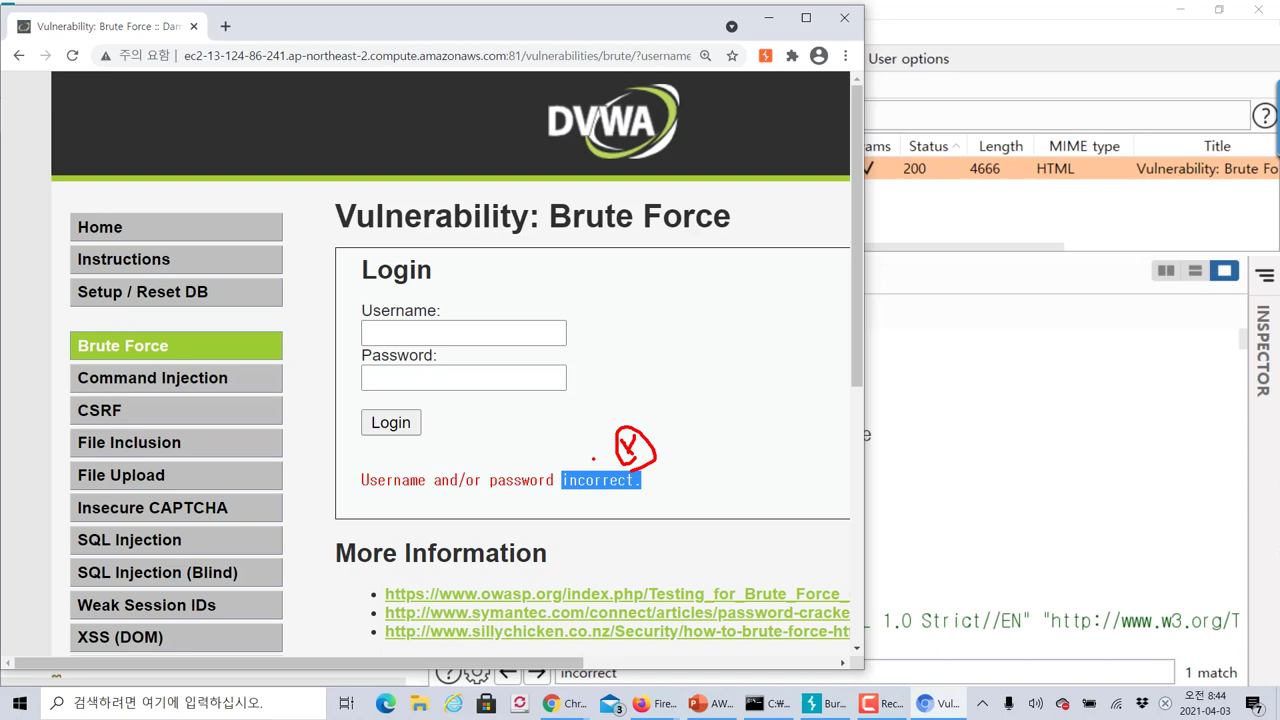 Vulnerability: Brute Force :: Dar
주의 요함
ec2-13-124-86-241.ap-northeast-2.compute.amazonaws.com:81/vulnerabilities/brute/?username
User options
DVWA
ams Status Length MIME type Title
200 4666 HTML Vulnerability: Brute Fo
Home
Instructions
Setup / Reset DB
Brute Force
Command Injection
CSRF
File Inclusion
File Upload
Insecure CAPTCHA
SQL Injection
SQL Injection (Blind)
Weak Session IDs
XSS (DOM)
Vulnerability: Brute Force
Login
Username:
Password:
Login
Username and/or password incorrect.
More Information
https://www.owasp.org/index.php/Testing_for_Brute_Force_
http://www.symantec.com/connect/articles/password-cracke
http://www.sillychicken.co.nz/Security/how-to-brute-force-ht
INSPECTOR
e
L 1.0 Strict//EN" "http://www.w3.org/T
incorrect
1 match
검색하려면 여기에 입력하십시오.
Chr...
3
Fire...
AW...
C:₩...
Bur...
Rec...
Vul...
오전 8:44
2021-04-03
7